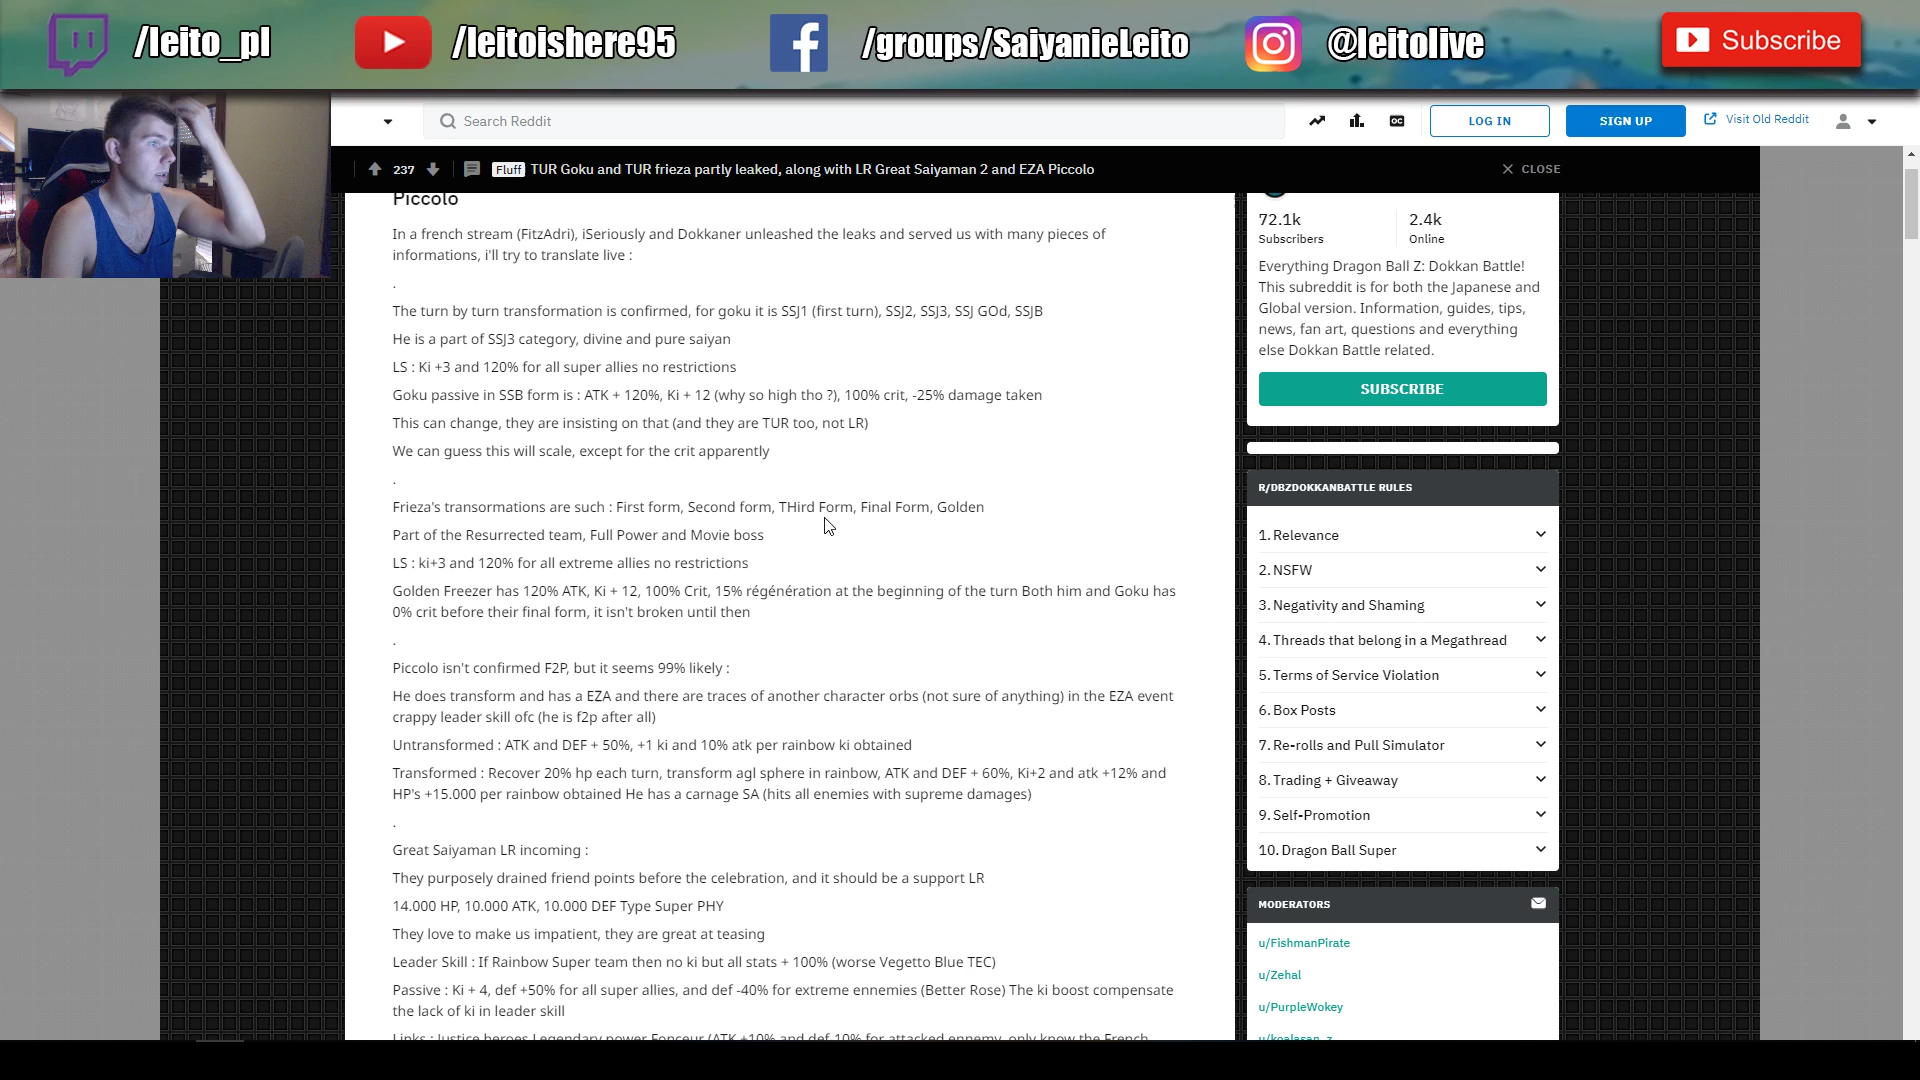 /leito_pl
/leitoishere95
/groups/SaiyanieLeito
@leitolive
Subscribe
Search Reddit
LOG IN
SIGN UP
Visit Old Reddit
237
Fluff TUR Goku and TUR frieza partly leaked, along with LR Great Saiyaman 2 and EZA Piccolo
CLOSE
Piccolo
In a french stream (FitzAdri), iSeriously and Dokkaner unleashed the leaks and served us with many pieces of
informations, i'll try to translate live :
.
The turn by turn transformation is confirmed, for goku it is SSJ1 (first turn), SSJ2, SSJ3, SSJ GOd, SSJB
He is a part of SSJ3 category, divine and pure saiyan
LS : Ki +3 and 120% for all super allies no restrictions
Goku passive in SSB form is : ATK + 120%, Ki + 12 (why so high tho ?), 100% crit, -25% damage taken
This can change, they are insisting on that (and they are TUR too, not LR)
We can guess this will scale, except for the crit apparently
.
Frieza's transormations are such : First form, Second form, THird Form, Final Form, Golden
Part of the Resurrected team, Full Power and Movie boss
LS : ki+3 and 120% for all extreme allies no restrictions
Golden Freezer has 120% ATK, Ki + 12, 100% Crit, 15% régénération at the beginning of the turn Both him and Goku has
0% crit before their final form, it isn't broken until then
.
Piccolo isn't confirmed F2P, but it seems 99% likely :
He does transform and has a EZA and there are traces of another character orbs (not sure of anything) in the EZA event
crappy leader skill ofc (he is f2p after all)
Untransformed : ATK and DEF + 50%, +1 ki and 10% atk per rainbow ki obtained
Transformed : Recover 20% hp each turn, transform agl sphere in rainbow, ATK and DEF + 60%, Ki+2 and atk +12% and
HP's +15.000 per rainbow obtained He has a carnage SA (hits all enemies with supreme damages)
.
Great Saiyaman LR incoming :
They purposely drained friend points before the celebration, and it should be a support LR
14.000 HP, 10.000 ATK, 10.000 DEF Type Super PHY
They love to make us impatient, they are great at teasing
Leader Skill : If Rainbow Super team then no ki but all stats + 100% (worse Vegetto Blue TEC)
Passive : Ki + 4, def +50% for all super allies, and def -40% for extreme ennemies (Better Rose) The ki boost compensate
the lack of ki in leader skill
Links : Justice heroes Legendary power Fonceur (ATK +10% and def-10% for attacked ennemy, only know the French
72.1k
Subscribers
2.4k
Online
Everything Dragon Ball Z: Dokkan Battle!
This subreddit is for both the Japanese and
Global version. Information, guides, tips,
news, fan art, questions and everything
else Dokkan Battle related.
SUBSCRIBE
R/DBZDOKKANBATTLE RULES
1. Relevance
2. NSFW
3. Negativity and Shaming
4. Threads that belong in a Megathread
5. Terms of Service Violation
6. Box Posts
7. Re-rolls and Pull Simulator
8. Trading + Giveaway
9. Self-Promotion
10. Dragon Ball Super
MODERATORS
u/FishmanPirate
u/Zehal
u/PurpleWokey
u/koalasan_z